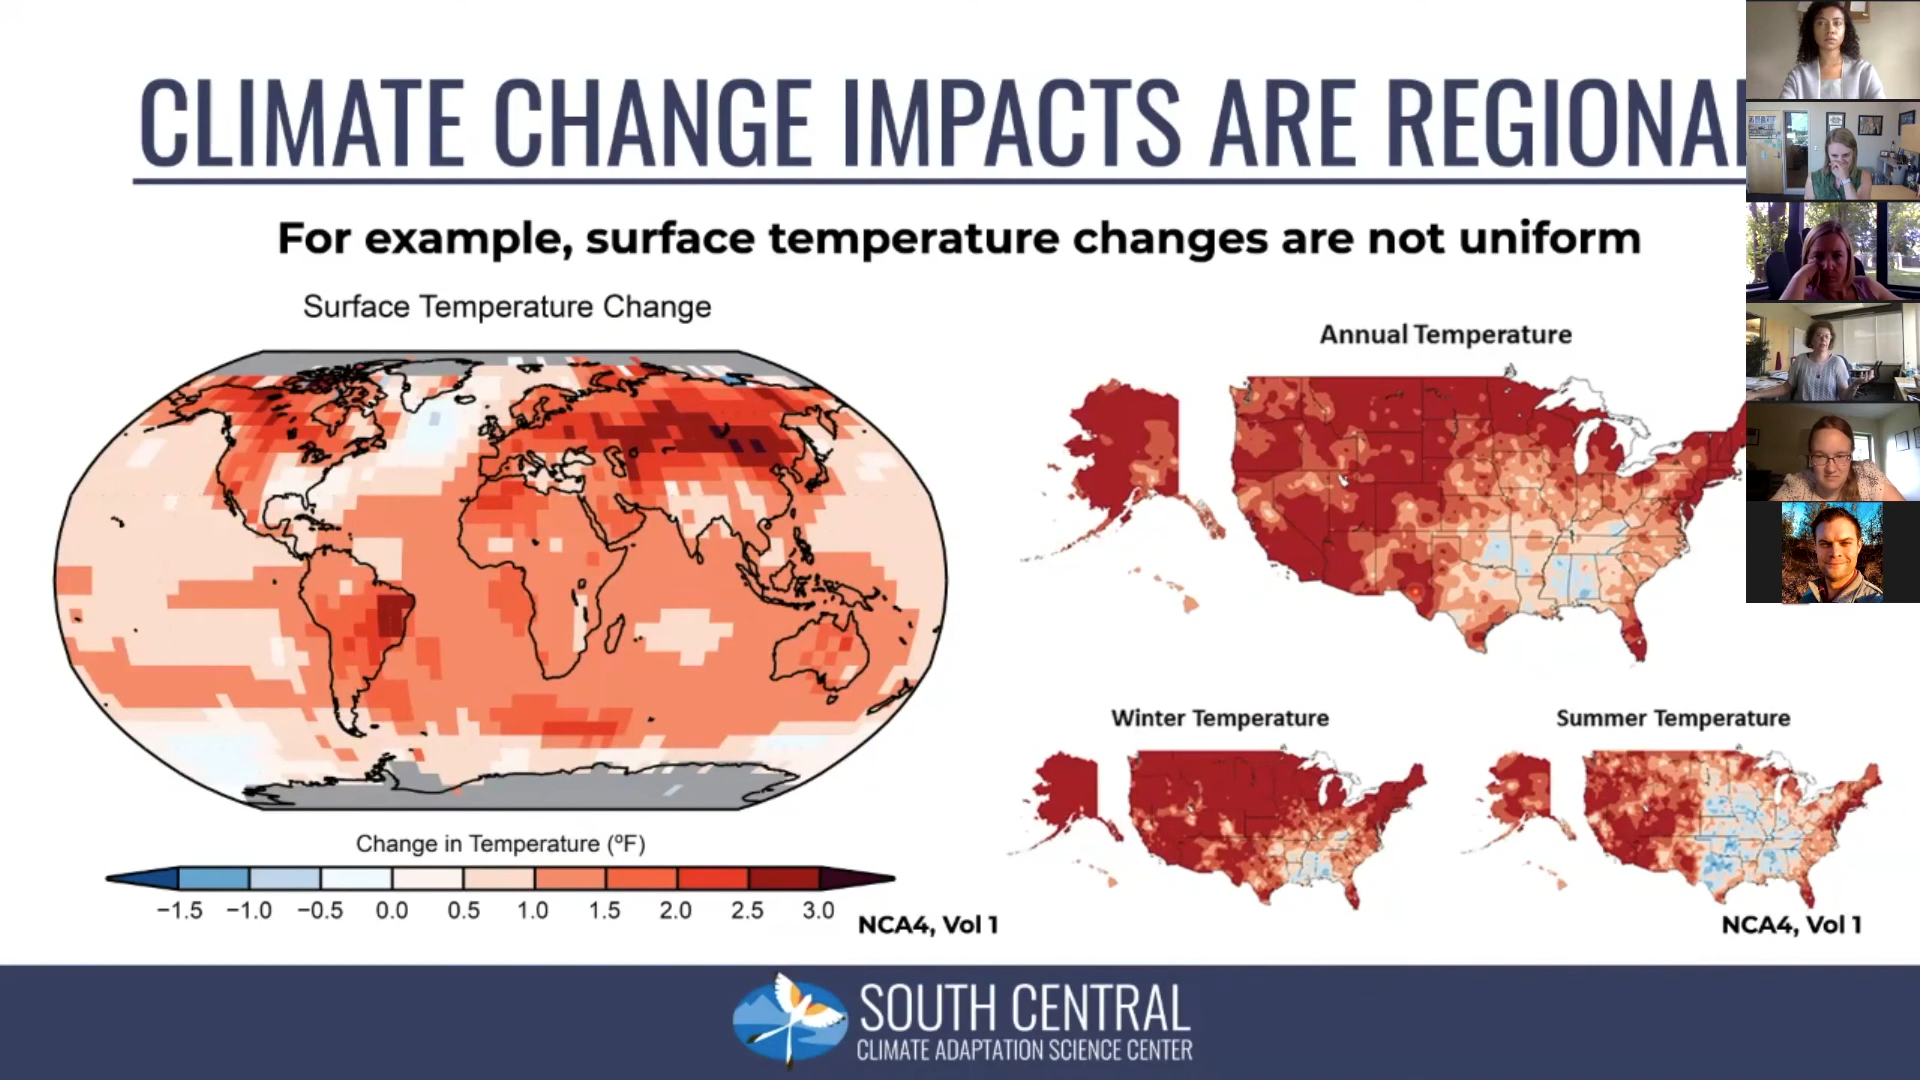 CLIMATE CHANGE IMPACTS ARE REGIONA
For example, surface temperature changes are not uniform
Surface Temperature Change
Annual Temperature
Winter Temperature
Summer Temperature
Change in Temperature (ºF)
−1.5 −1.0 −0.5 0.0 0.5 1.0 1.5 2.0 2.5 3.0
NCA4, Vol 1
NCA4, Vol 1
SOUTH CENTRAL
CLIMATE ADAPTATION SCIENCE CENTER